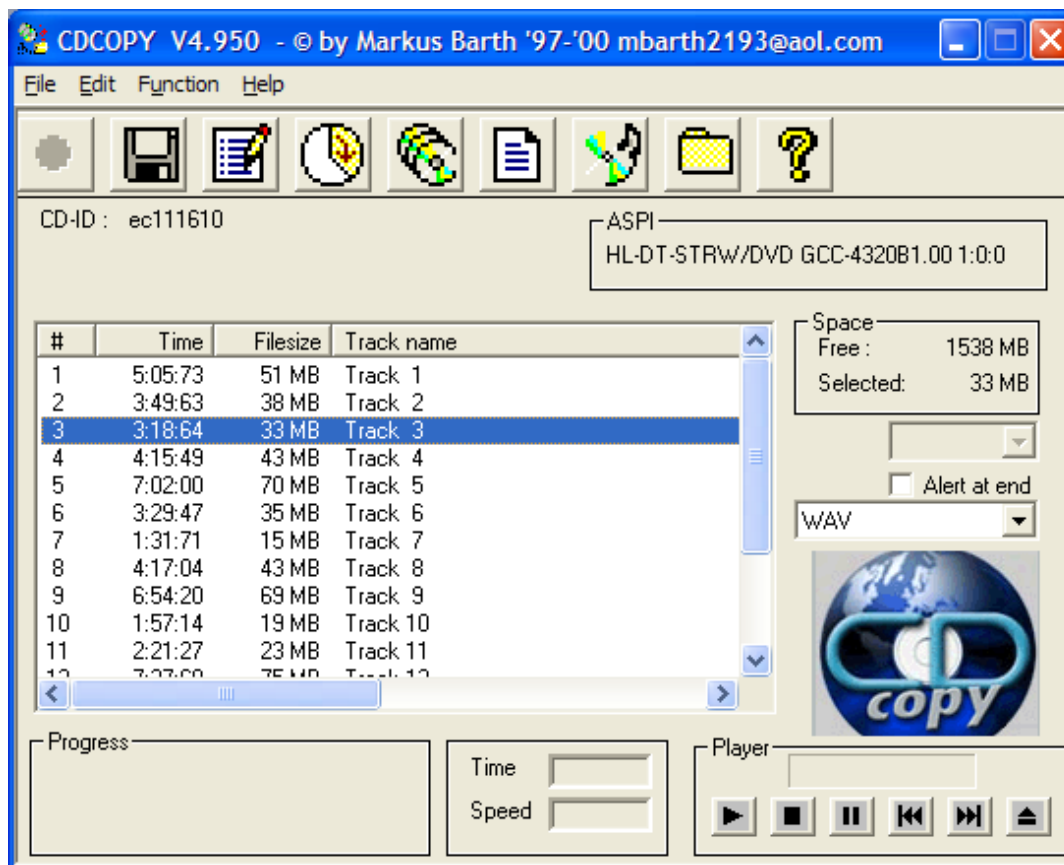 CDCOPY V4.950 - © by Markus Barth '97-'00 mbarth2193@aol.com
File Edit Function Help
CD-ID : ec111610
ASPI
HL-DT-STRW/DVD GCC-4320B1.00 1:0:0
# Time Filesize Track name
1 5:05:73 51 MB Track 1
2 3:49:63 38 MB Track 2
3 3:18:64 33 MB Track 3
4 4:15:49 43 MB Track 4
5 7:02:00 70 MB Track 5
6 3:29:47 35 MB Track 6
7 1:31:71 15 MB Track 7
8 4:17:04 43 MB Track 8
9 6:54:20 69 MB Track 9
10 1:57:14 19 MB Track 10
11 2:21:27 23 MB Track 11
Space
Free : 1538 MB
Selected: 33 MB
Alert at end
WAV
CD
copy
Progress
Time
Speed
Player